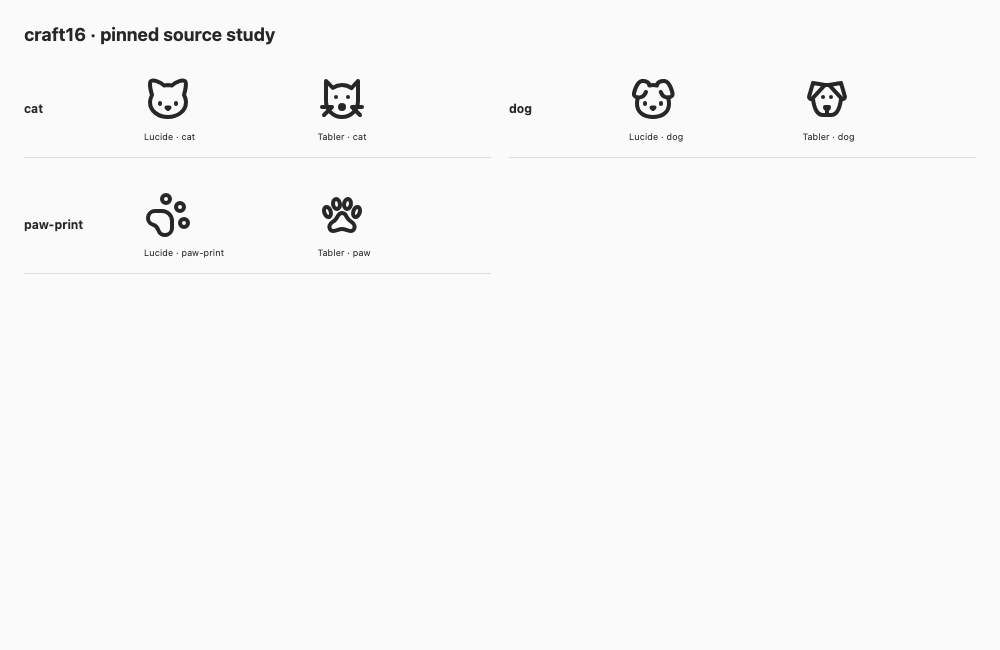 craft16 · pinned source study
cat
Lucide · cat
Tabler · cat
dog
Lucide · dog
Tabler · dog
paw-print
Lucide · paw-print
Tabler · paw